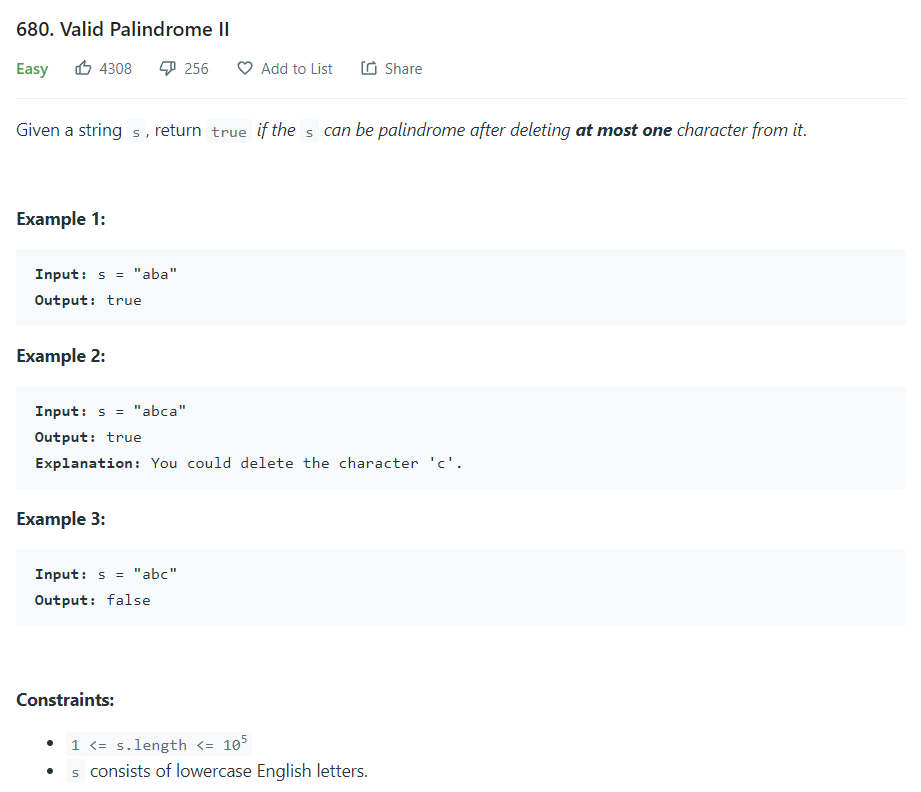 680. Valid Palindrome II
Easy 4308 256 Add to List Share
Given a string s, return true if the s can be palindrome after deleting at most one character from it.
Example 1:
Input: s = "aba"
Output: true
Example 2:
Input: s = "abca"
Output: true
Explanation: You could delete the character 'c'.
Example 3:
Input: s = "abc"
Output: false
Constraints:
• 1 <= s.length <= 10⁵
• s consists of lowercase English letters.